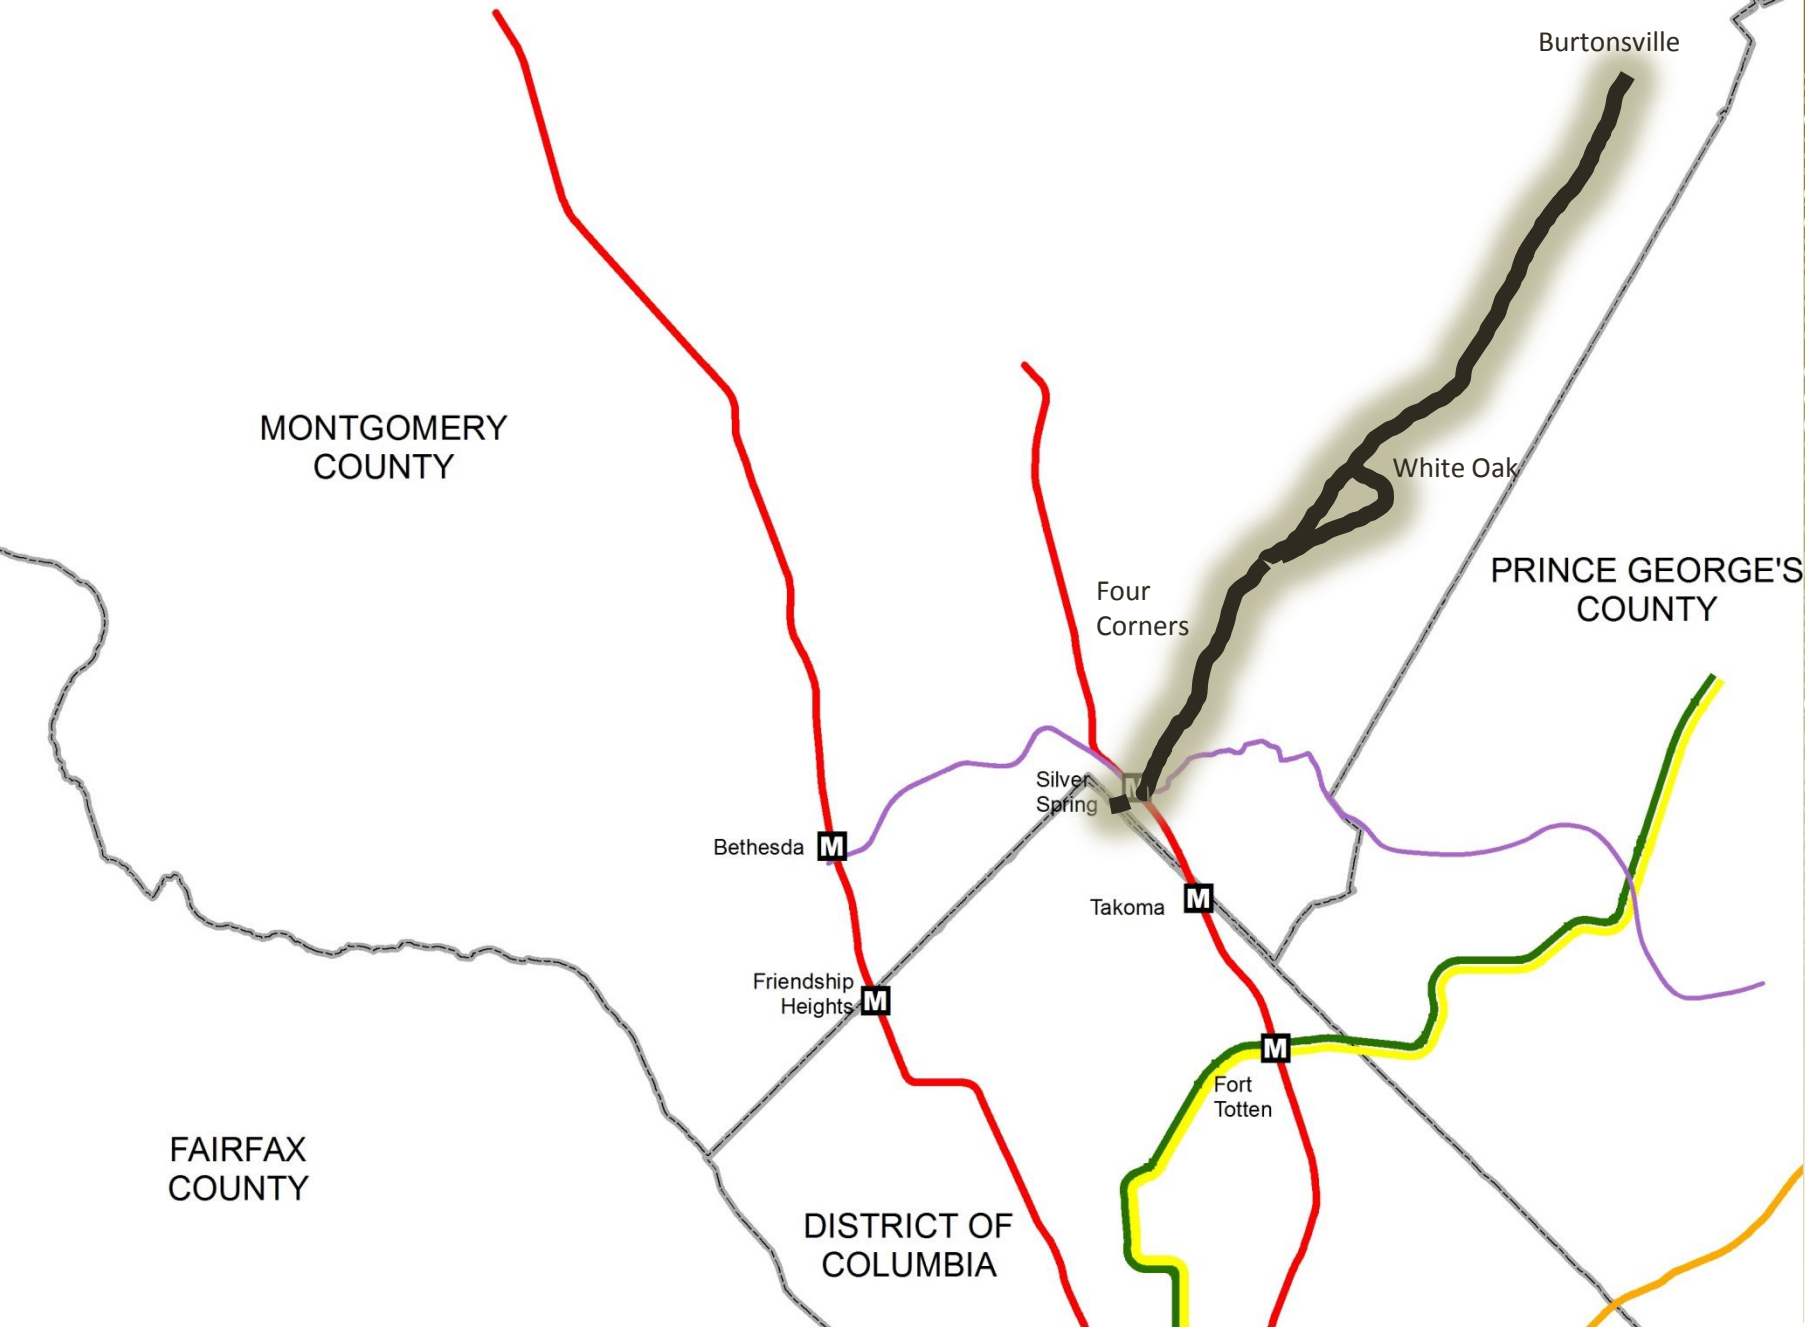 Burtonsville
MONTGOMERY
COUNTY
White Oak
PRINCE GEORGE'S
COUNTY
Four
Corners
Silver
Spring
M
Bethesda
M
Takoma
M
Friendship
Heights
M
M
Fort
Totten
FAIRFAX
COUNTY
DISTRICT OF
COLUMBIA